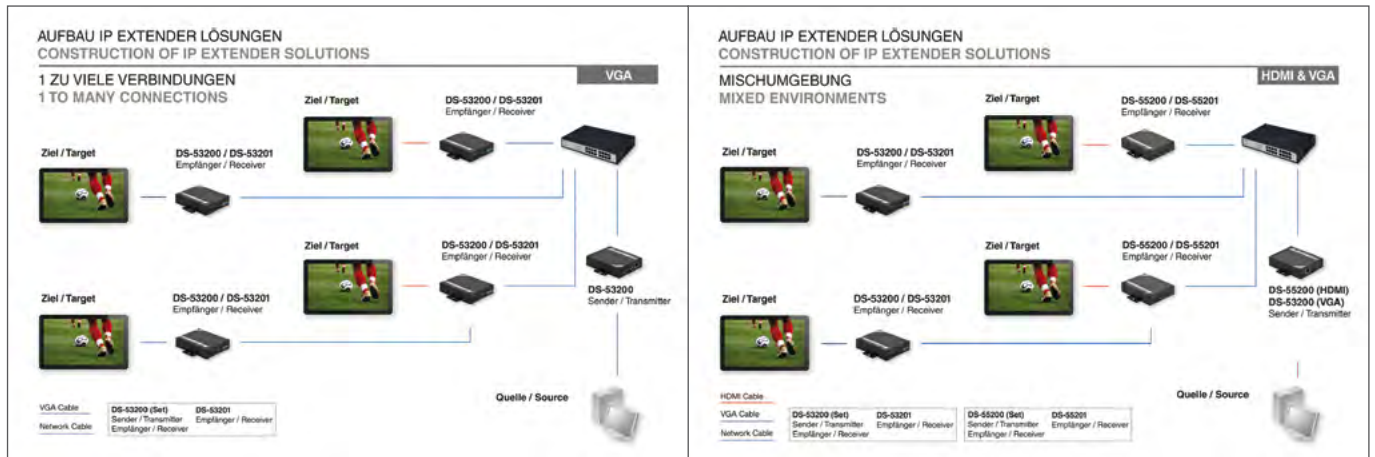 AUFBAU IP EXTENDER LÖSUNGEN
CONSTRUCTION OF IP EXTENDER SOLUTIONS
1 ZU VIELE VERBINDUNGEN
1 TO MANY CONNECTIONS
VGA
Ziel / Target
DS-53200 / DS-53201
Empfänger / Receiver
Ziel / Target
DS-53200 / DS-53201
Empfänger / Receiver
Ziel / Target
DS-53200 / DS-53201
Empfänger / Receiver
DS-53200
Sender / Transmitter
Ziel / Target
DS-53200 / DS-53201
Empfänger / Receiver
Quelle / Source
VGA Cable
Network Cable
DS-53200 (Set)
Sender / Transmitter
Empfänger / Receiver
DS-53201
Empfänger / Receiver
AUFBAU IP EXTENDER LÖSUNGEN
CONSTRUCTION OF IP EXTENDER SOLUTIONS
MISCHUMGEBUNG
MIXED ENVIRONMENTS
HDMI & VGA
Ziel / Target
DS-55200 / DS-55201
Empfänger / Receiver
Ziel / Target
DS-53200 / DS-53201
Empfänger / Receiver
Ziel / Target
DS-55200 / DS-55201
Empfänger / Receiver
DS-55200 (HDMI)
DS-53200 (VGA)
Sender / Transmitter
Ziel / Target
DS-53200 / DS-53201
Empfänger / Receiver
Quelle / Source
HDMI Cable
VGA Cable
Network Cable
DS-53200 (Set)
Sender / Transmitter
Empfänger / Receiver
DS-53201
Empfänger / Receiver
DS-55200 (Set)
Sender / Transmitter
Empfänger / Receiver
DS-55201
Empfänger / Receiver